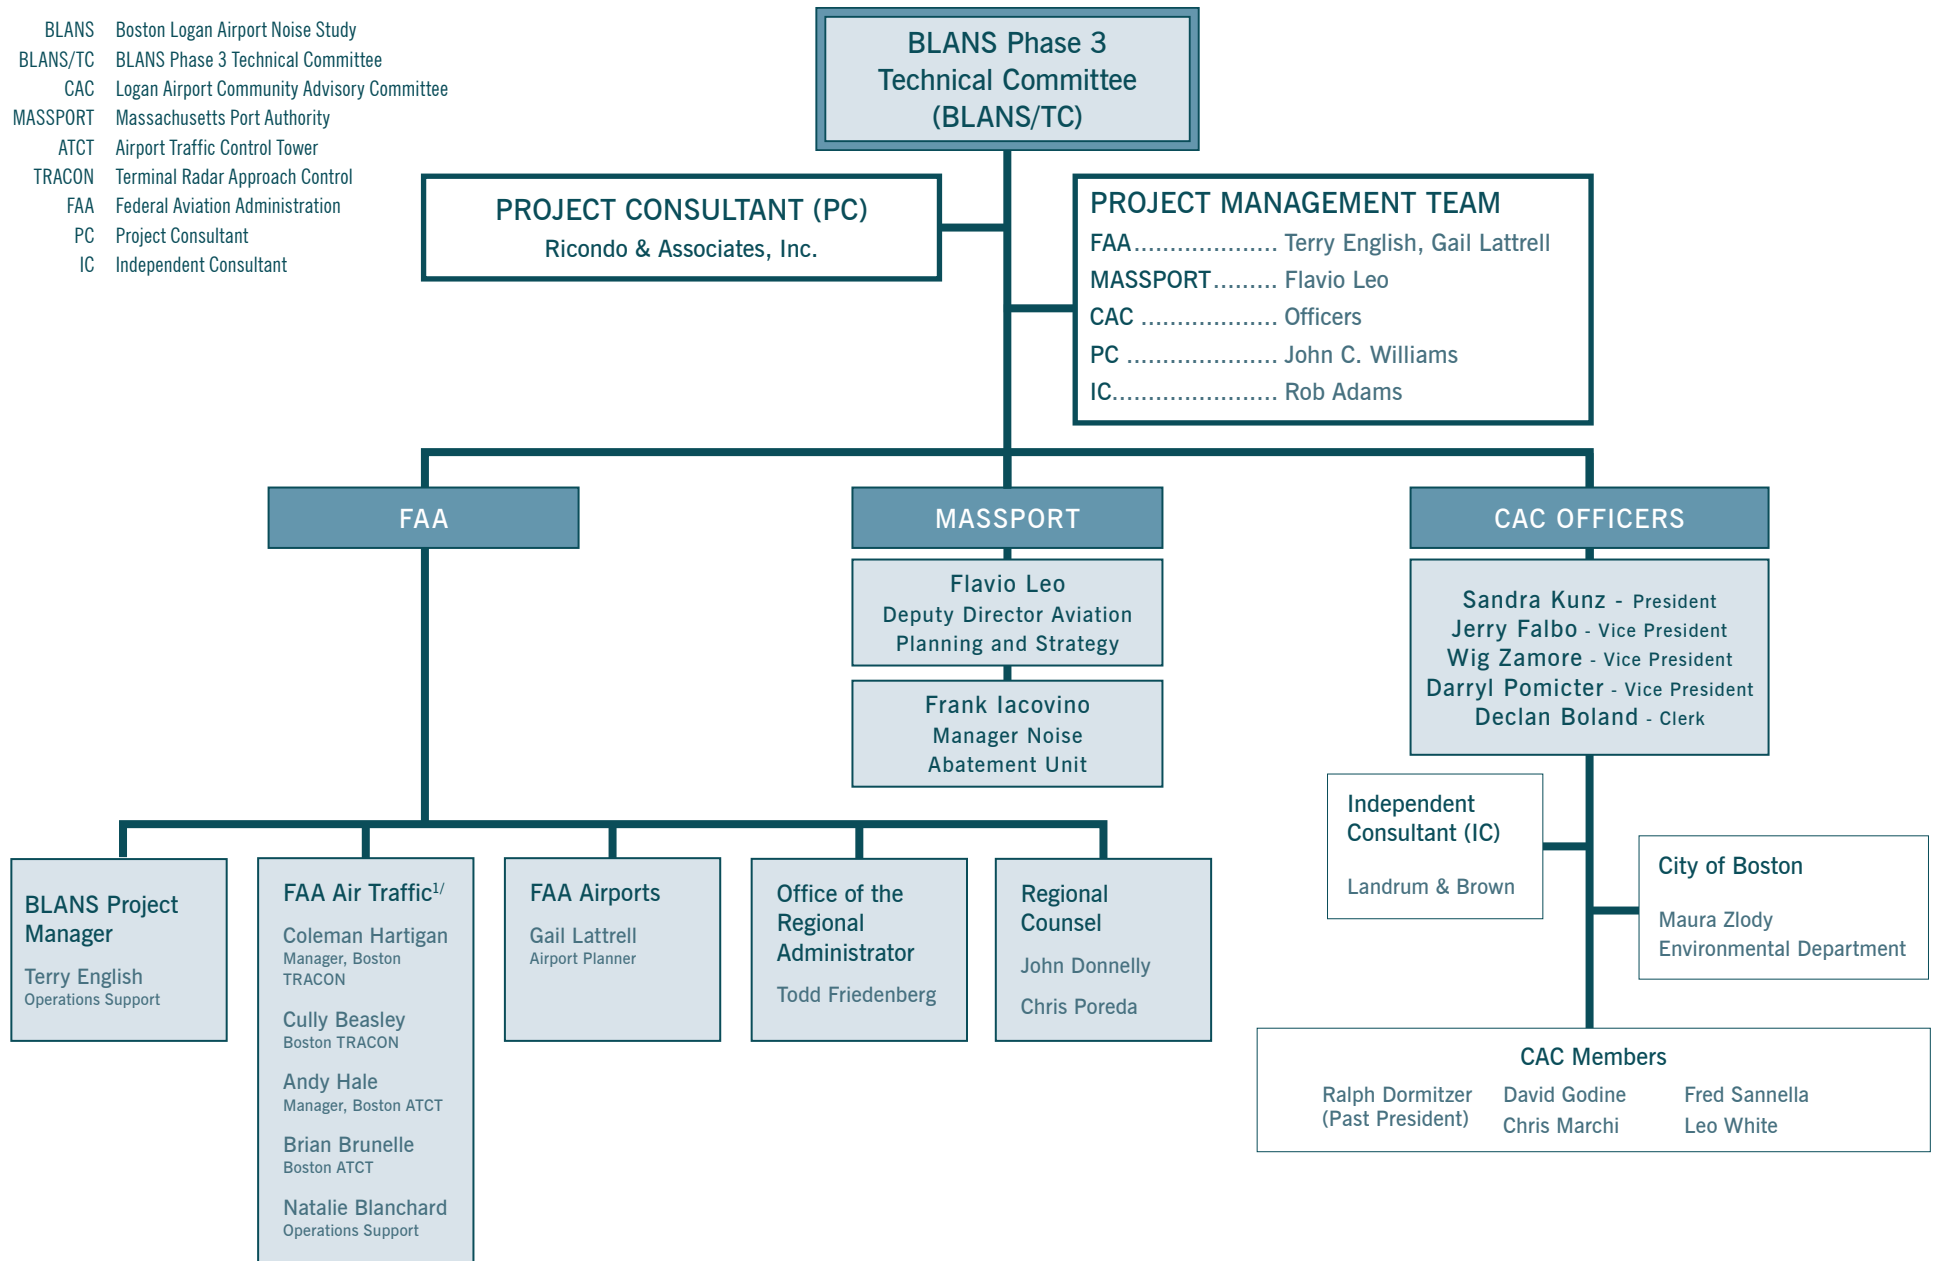 BLANS Boston Logan Airport Noise Study
BLANS/TC BLANS Phase 3 Technical Committee
CAC Logan Airport Community Advisory Committee
MASSPORT Massachusetts Port Authority
ATCT Airport Traffic Control Tower
TRACON Terminal Radar Approach Control
FAA Federal Aviation Administration
PC Project Consultant
IC Independent Consultant
BLANS Phase 3
Technical Committee
(BLANS/TC)
PROJECT CONSULTANT (PC)
Ricondo & Associates, Inc.
PROJECT MANAGEMENT TEAM
FAA.................... Terry English, Gail Lattrell
MASSPORT......... Flavio Leo
CAC ................... Officers
PC ..................... John C. Williams
IC....................... Rob Adams
FAA
MASSPORT
Flavio Leo
Deputy Director Aviation
Planning and Strategy
Frank Iacovino
Manager Noise
Abatement Unit
CAC OFFICERS
Sandra Kunz - President
Jerry Falbo - Vice President
Wig Zamore - Vice President
Darryl Pomicter - Vice President
Declan Boland - Clerk
Independent
Consultant (IC)
Landrum & Brown
City of Boston
Maura Zlody
Environmental Department
BLANS Project
Manager
Terry English
Operations Support
FAA Air Traffic1/
Coleman Hartigan
Manager, Boston
TRACON
Cully Beasley
Boston TRACON
Andy Hale
Manager, Boston ATCT
Brian Brunelle
Boston ATCT
Natalie Blanchard
Operations Support
FAA Airports
Gail Lattrell
Airport Planner
Office of the
Regional
Administrator
Todd Friedenberg
Regional
Counsel
John Donnelly
Chris Poreda
CAC Members
Ralph Dormitzer
(Past President)
David Godine
Chris Marchi
Fred Sannella
Leo White